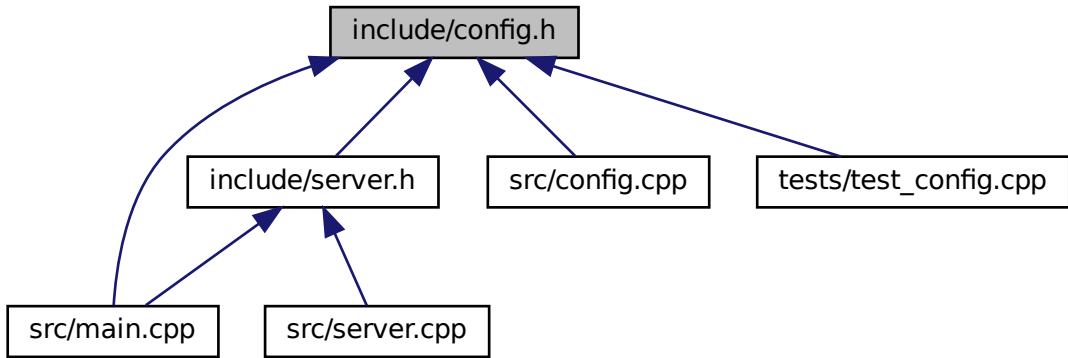 include/config.h
include/server.h
src/config.cpp
tests/test_config.cpp
src/main.cpp
src/server.cpp